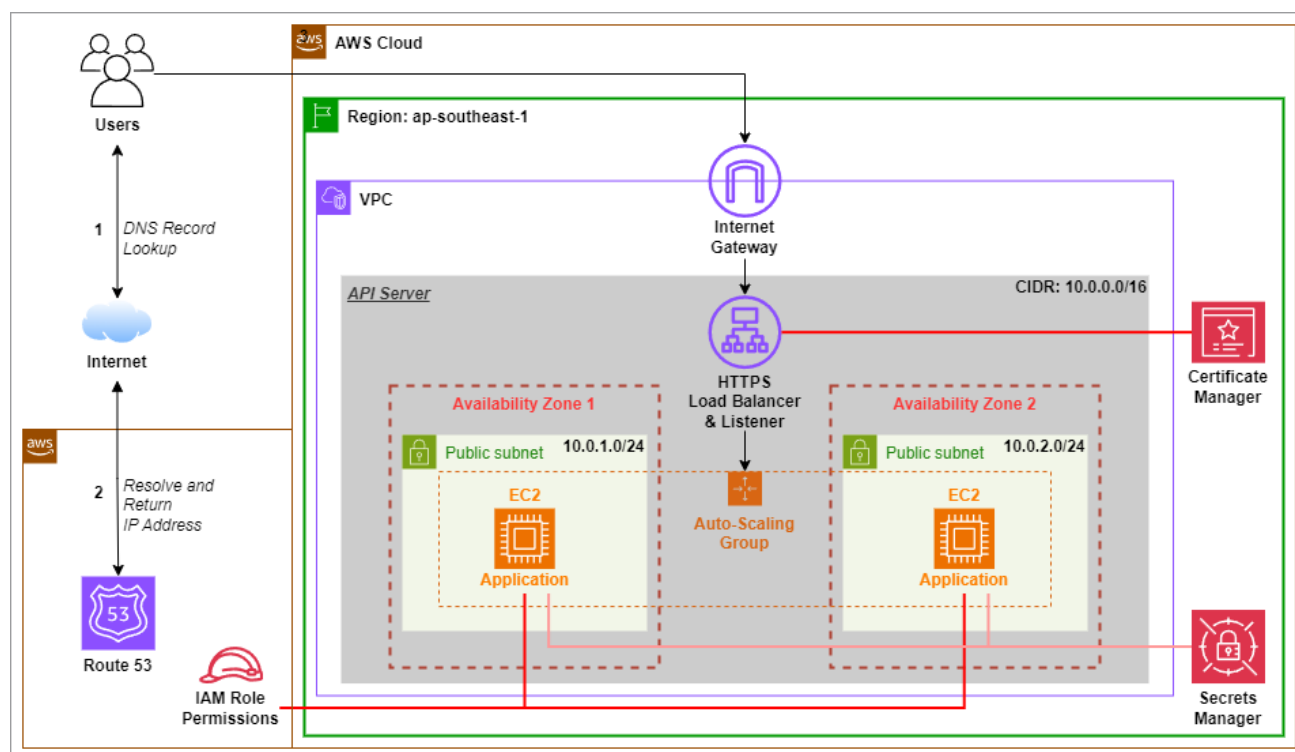 aws
AWS Cloud
Users
Region: ap-southeast-1
VPC
Internet
Gateway
1
DNS Record
Lookup
API Server
CIDR: 10.0.0.0/16
Internet
HTTPS
Load Balancer
& Listener
Certificate
Manager
Availability Zone 1
Availability Zone 2
aws
Public subnet
10.0.1.0/24
Public subnet
10.0.2.0/24
2
Resolve and
Return
IP Address
EC2
Auto-Scaling
Group
EC2
Application
Application
53
Route 53
IAM Role
Permissions
Secrets
Manager